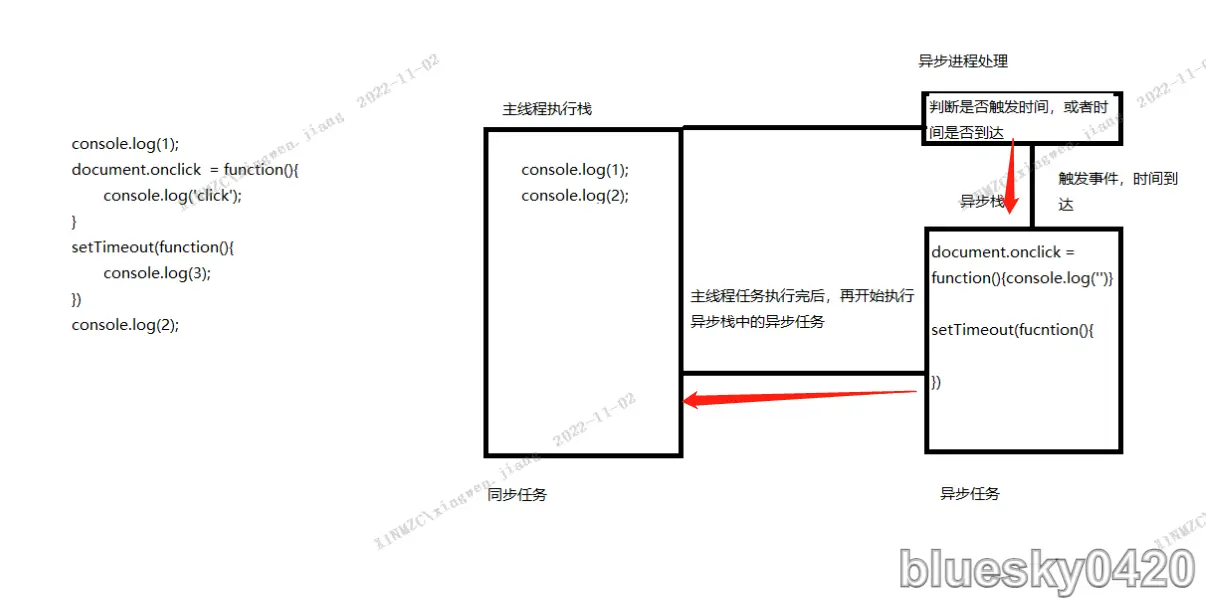 console.log(1);
document.onclick = function(){
console.log('click');
}
setTimeout(function(){
console.log(3);
})
console.log(2);
主线程执行栈
console.log(1);
console.log(2);
同步任务
主线程任务执行完后，再开始执行
异步栈中的异步任务
异步进程处理
判断是否触发时间，或者时
间是否到达
触发事件，时间到
达
异步栈
document.onclick =
function(){console.log('')}
setTimeout(fucntion(){
})
异步任务
XINWZC\xingwen.jiang 2022-11-02
XINWZC\xingwen.jiang 2022-11-02
XINWZC\xingwen.jiang 2022-11-0
XINWZC
bluesky0420